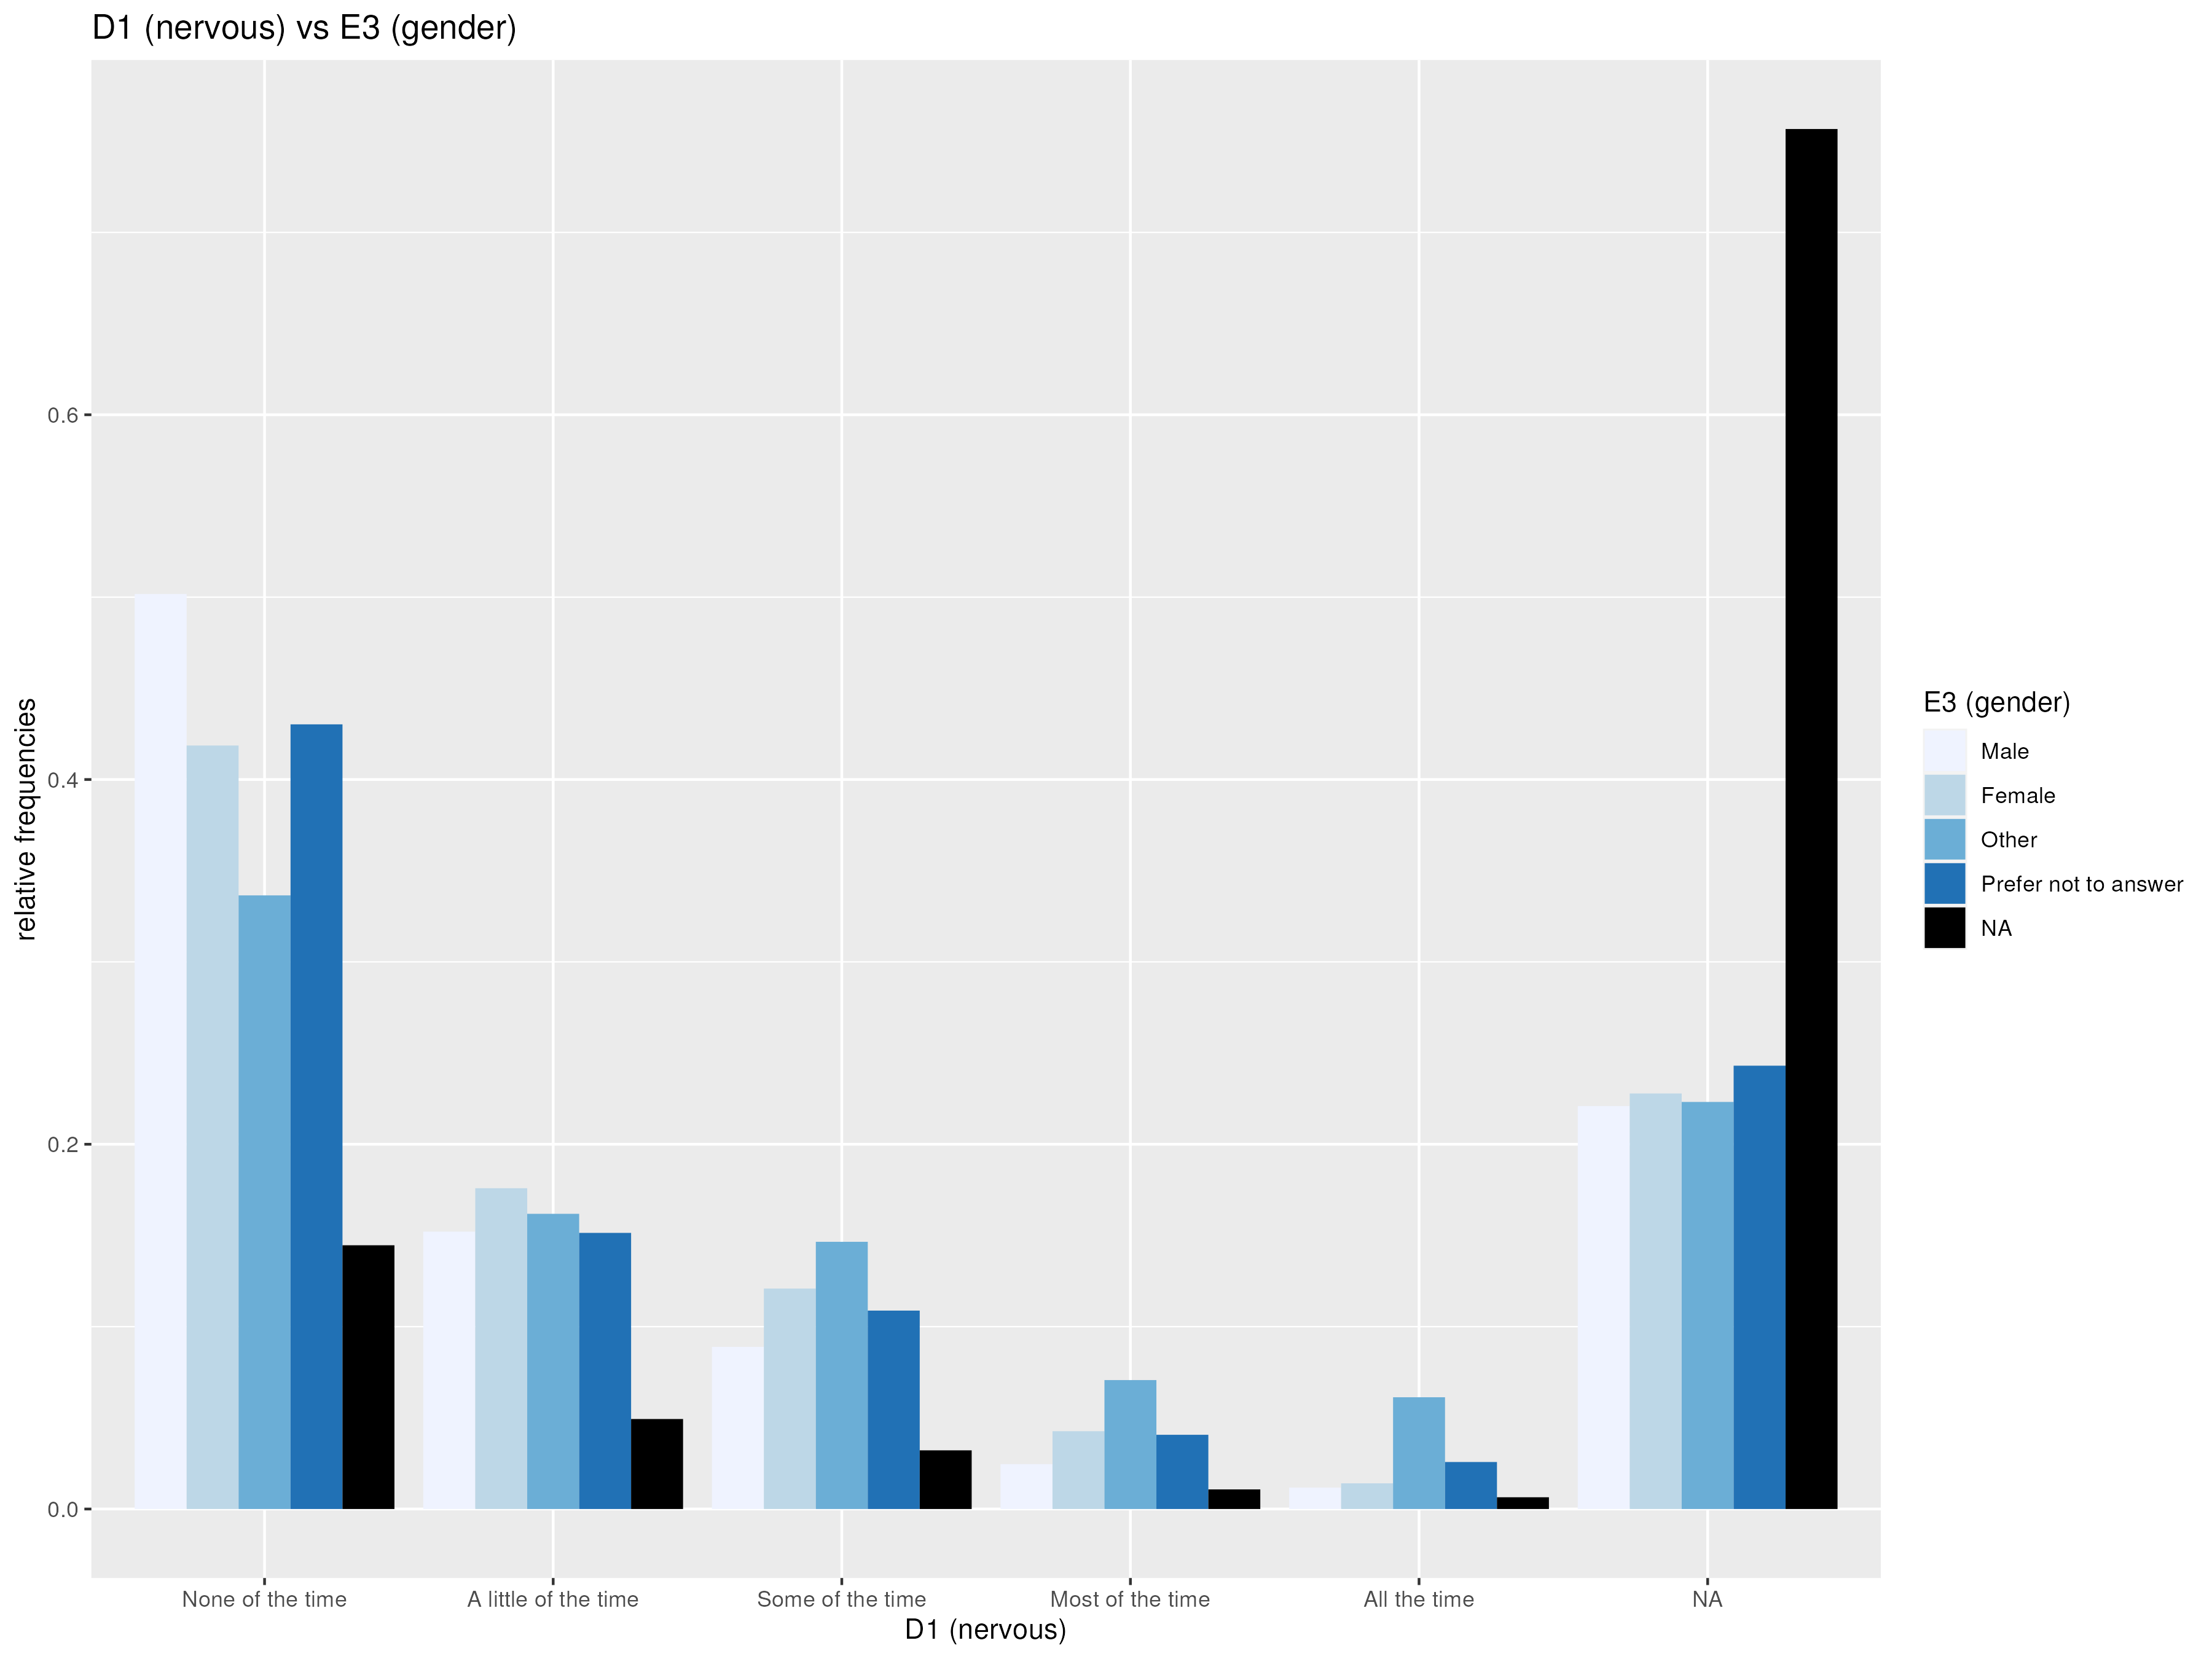 D1 (nervous) vs E3 (gender)
relative frequencies
0.6
0.4
0.2
0.0
None of the time
A little of the time
Some of the time
Most of the time
All the time
NA
D1 (nervous)
E3 (gender)
Male
Female
Other
Prefer not to answer
NA